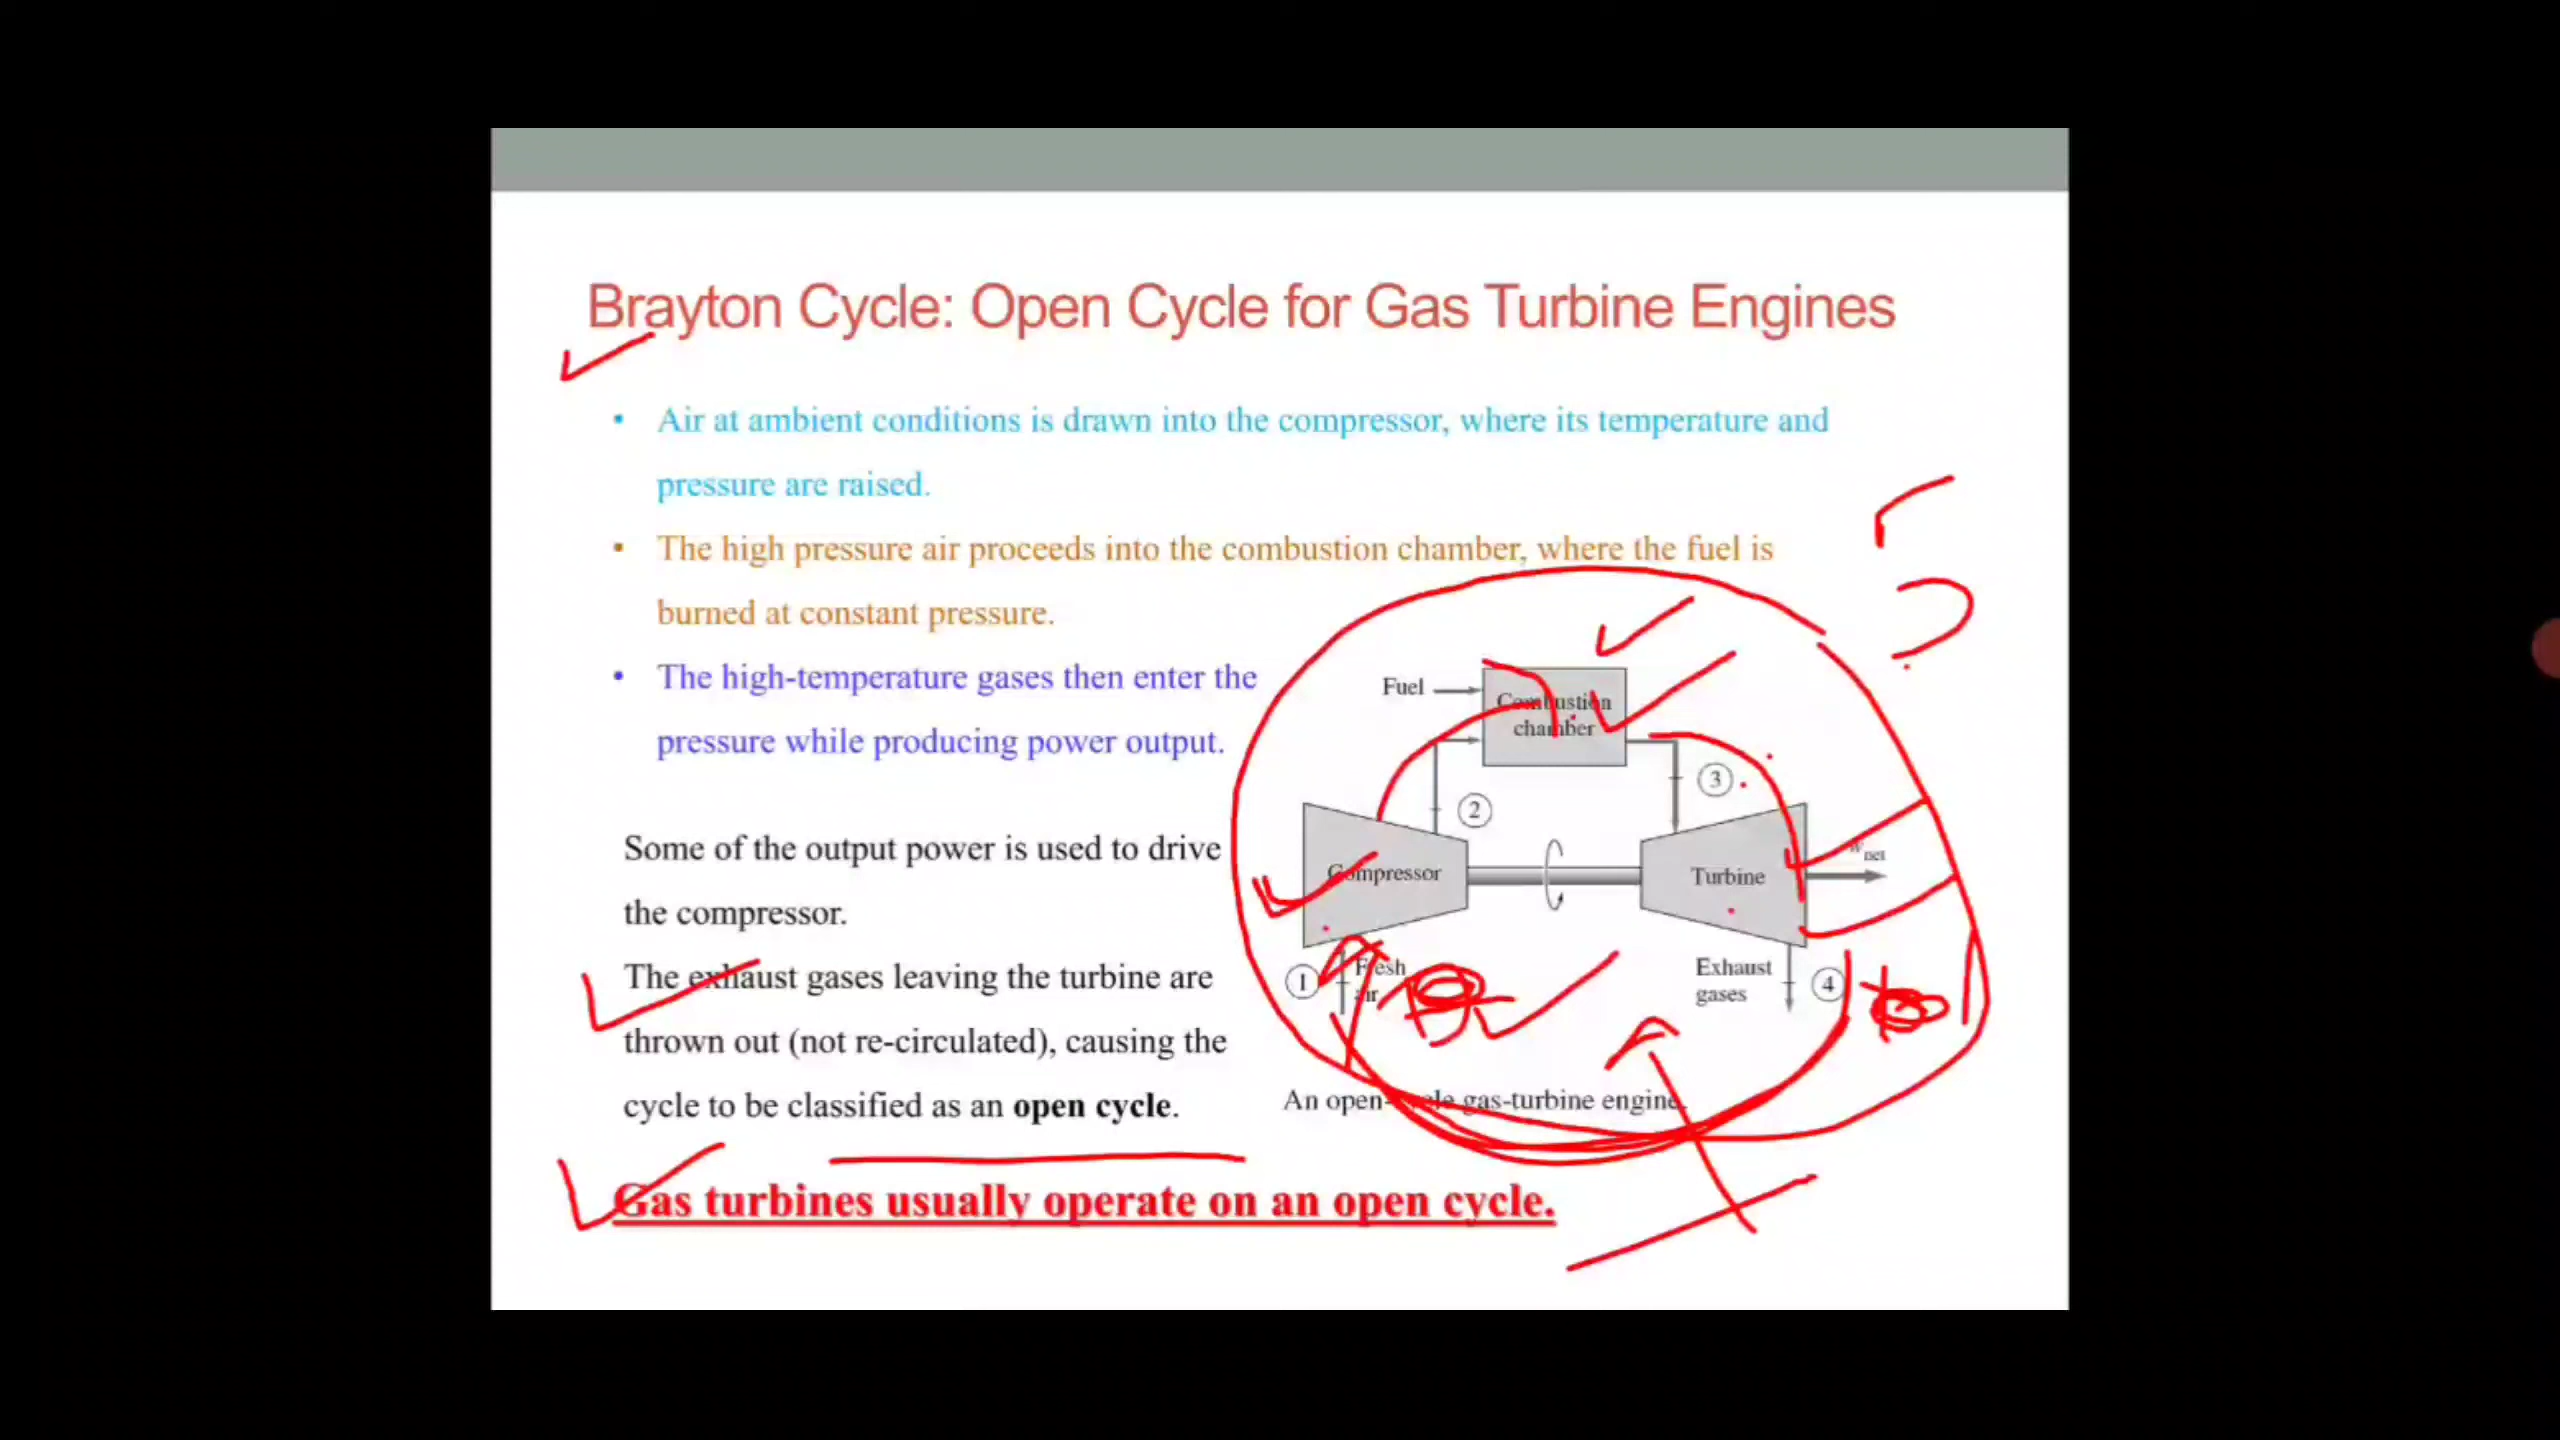 Brayton Cycle: Open Cycle for Gas Turbine Engines
• Air at ambient conditions is drawn into the compressor, where its temperature and
pressure are raised.
• The high pressure air proceeds into the combustion chamber, where the fuel is
burned at constant pressure.
• The high-temperature gases then enter the
pressure while producing power output.
Some of the output power is used to drive
the compressor.
The exhaust gases leaving the turbine are
thrown out (not re-circulated), causing the
cycle to be classified as an open cycle.
Gas turbines usually operate on an open cycle.
Fuel
Combustion
chamber
2
3
Compressor
Turbine
net
1
Fresh
air
Exhaust
gases
4
An open-cycle gas-turbine engine.